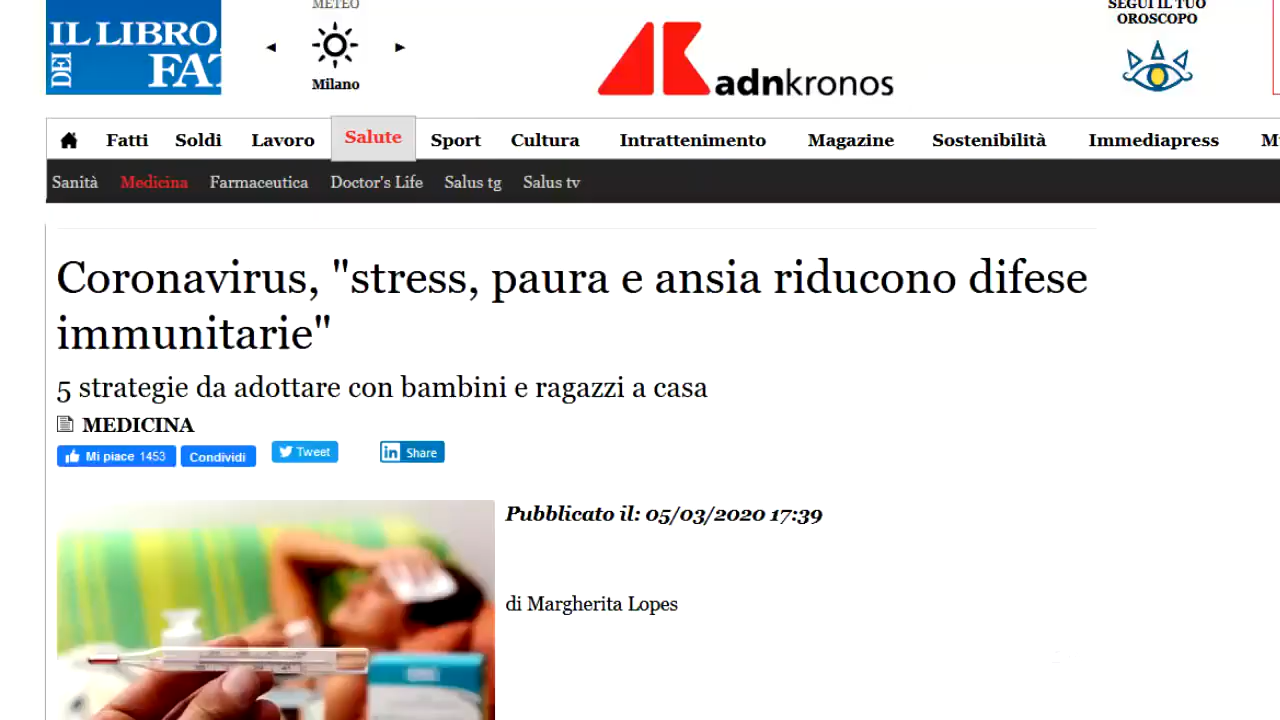 METEO
SEGUI IL TUO
OROSCOPO
IL LIBRO
DEI
Milano
adnkronos
Fatti Soldi Lavoro Salute Sport Cultura Intrattenimento Magazine Sostenibilità Immediapress
Sanità Medicina Farmaceutica Doctor's Life Salus tg Salus tv
Coronavirus, "stress, paura e ansia riducono difese
immunitarie"
5 strategie da adottare con bambini e ragazzi a casa
MEDICINA
Mi piace 1453 Condividi Tweet in Share
Pubblicato il: 05/03/2020 17:39
di Margherita Lopes